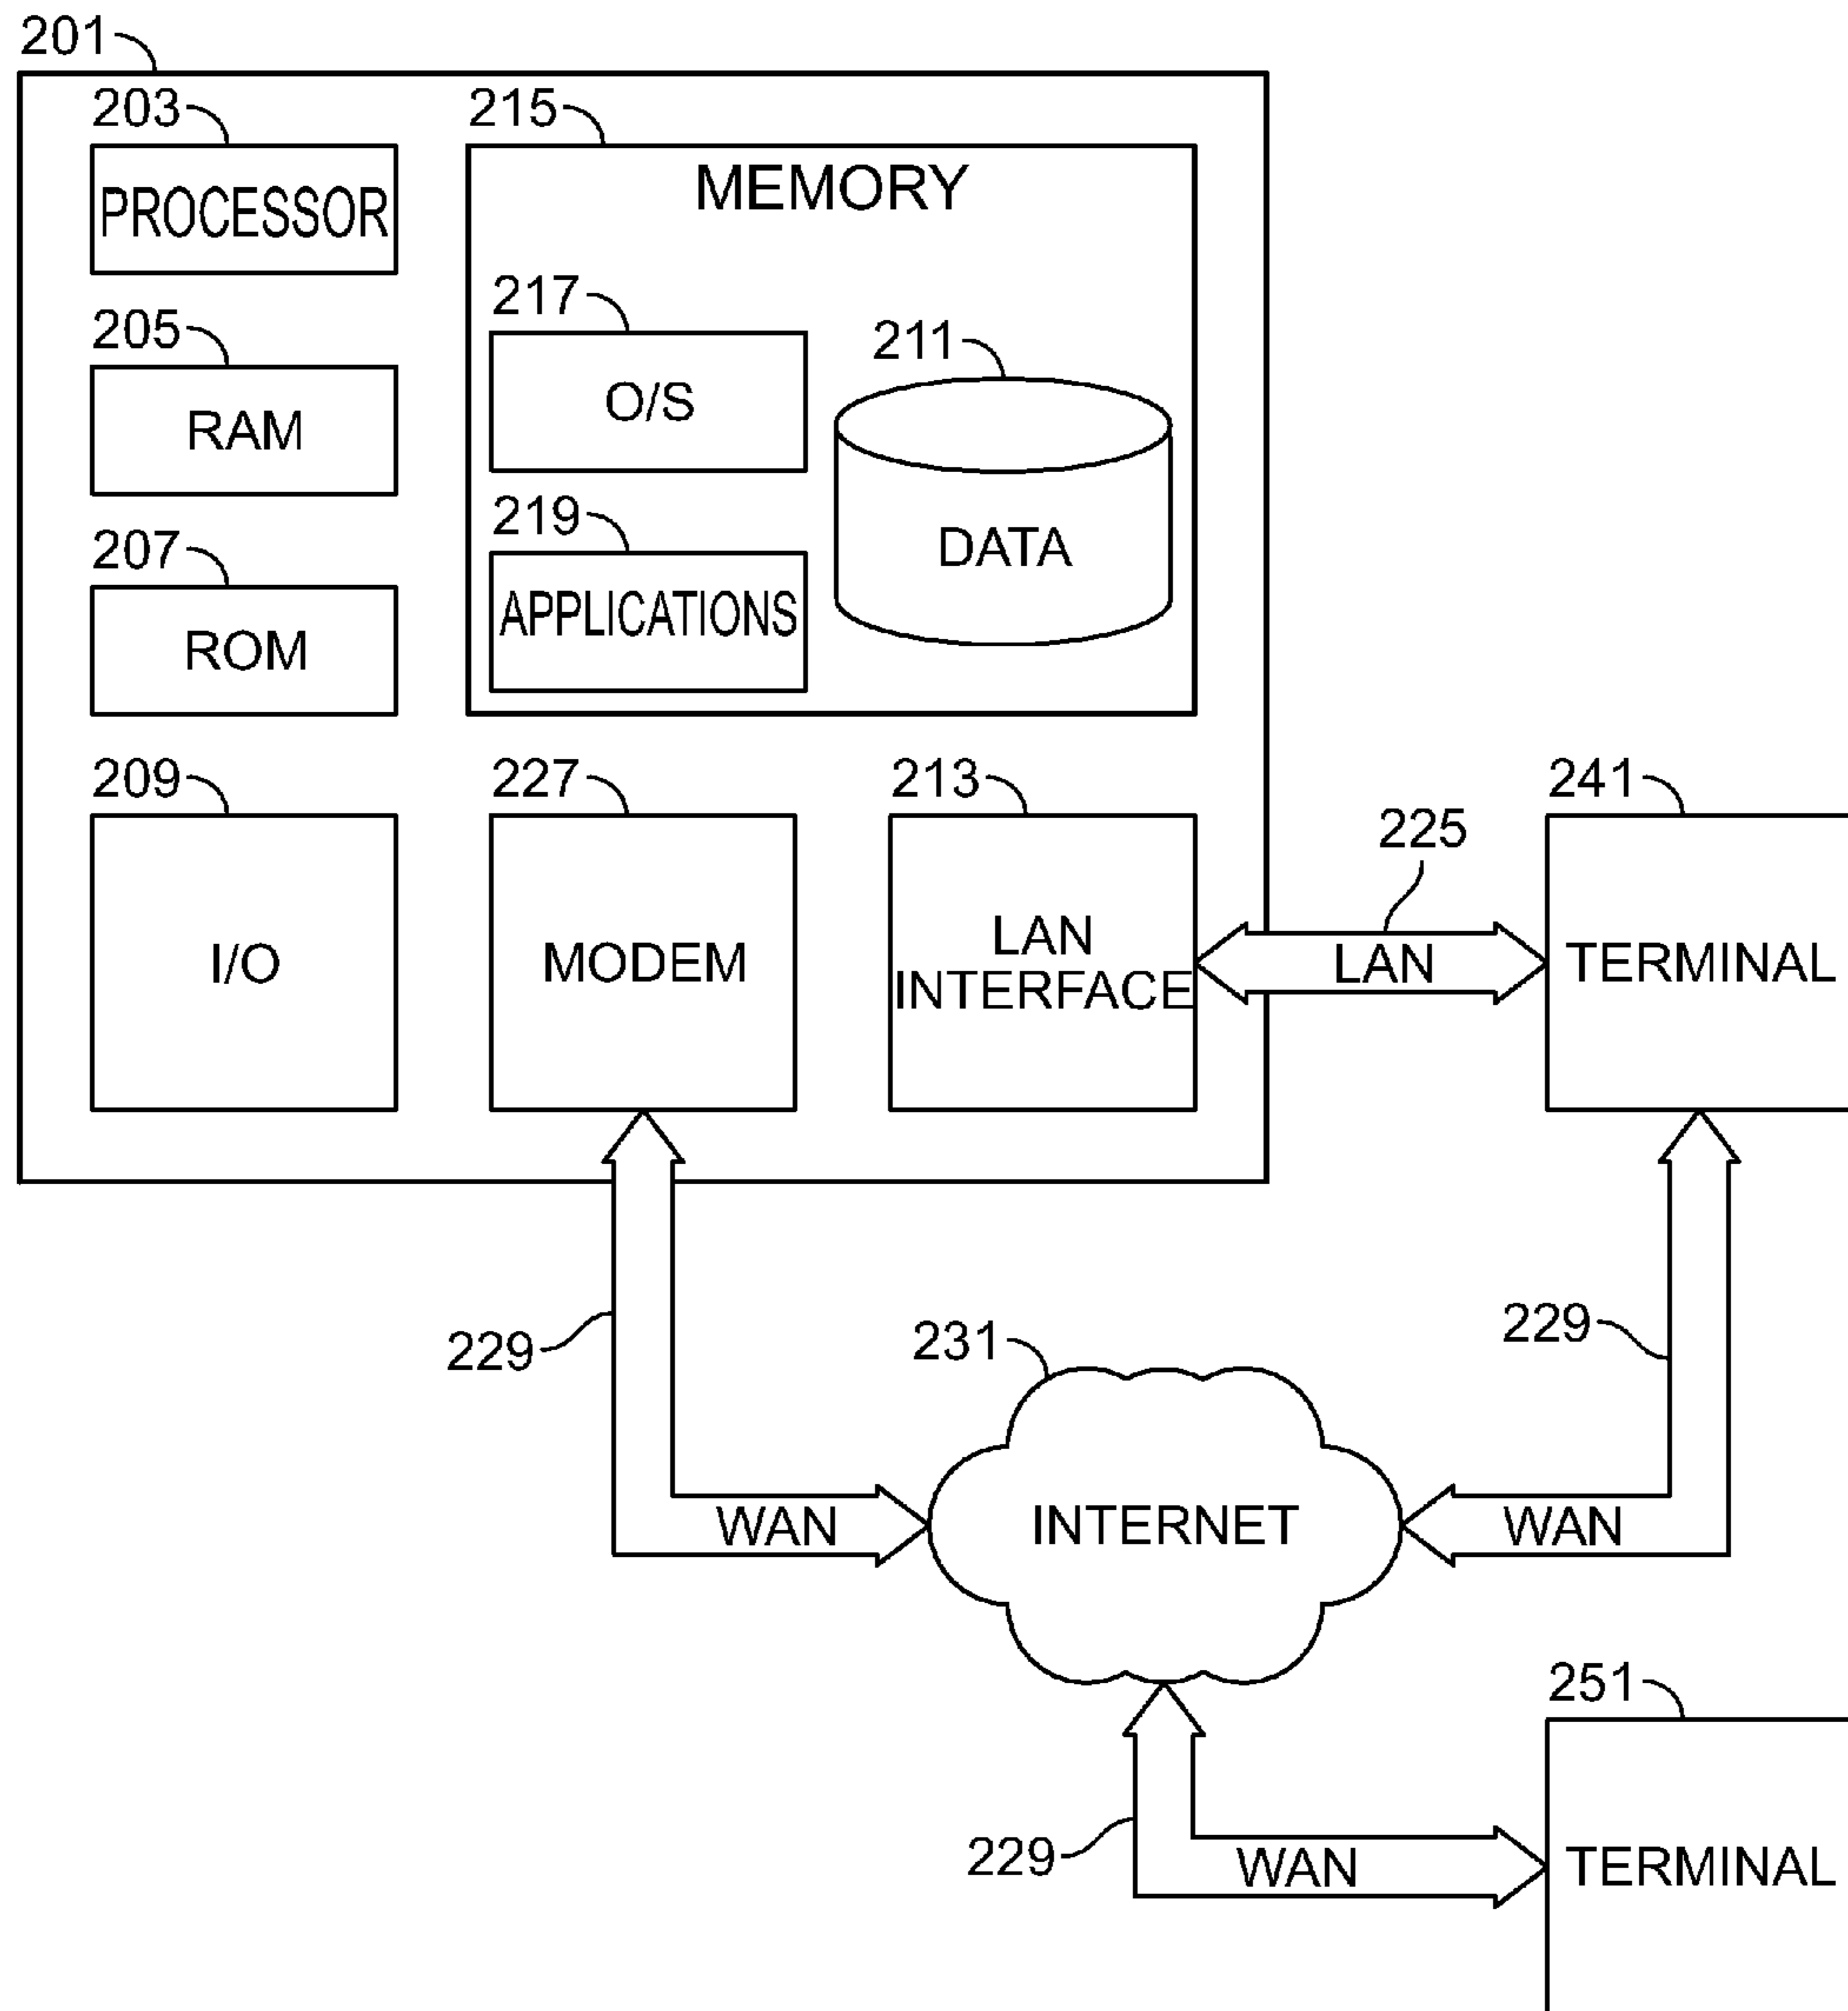 201
203
PROCESSOR
215
MEMORY
205
RAM
217
O/S
211
DATA
207
ROM
219
APPLICATIONS
209
I/O
227
MODEM
213
LAN
INTERFACE
225
LAN
241
TERMINAL
229
WAN
231
INTERNET
229
WAN
229
WAN
251
TERMINAL